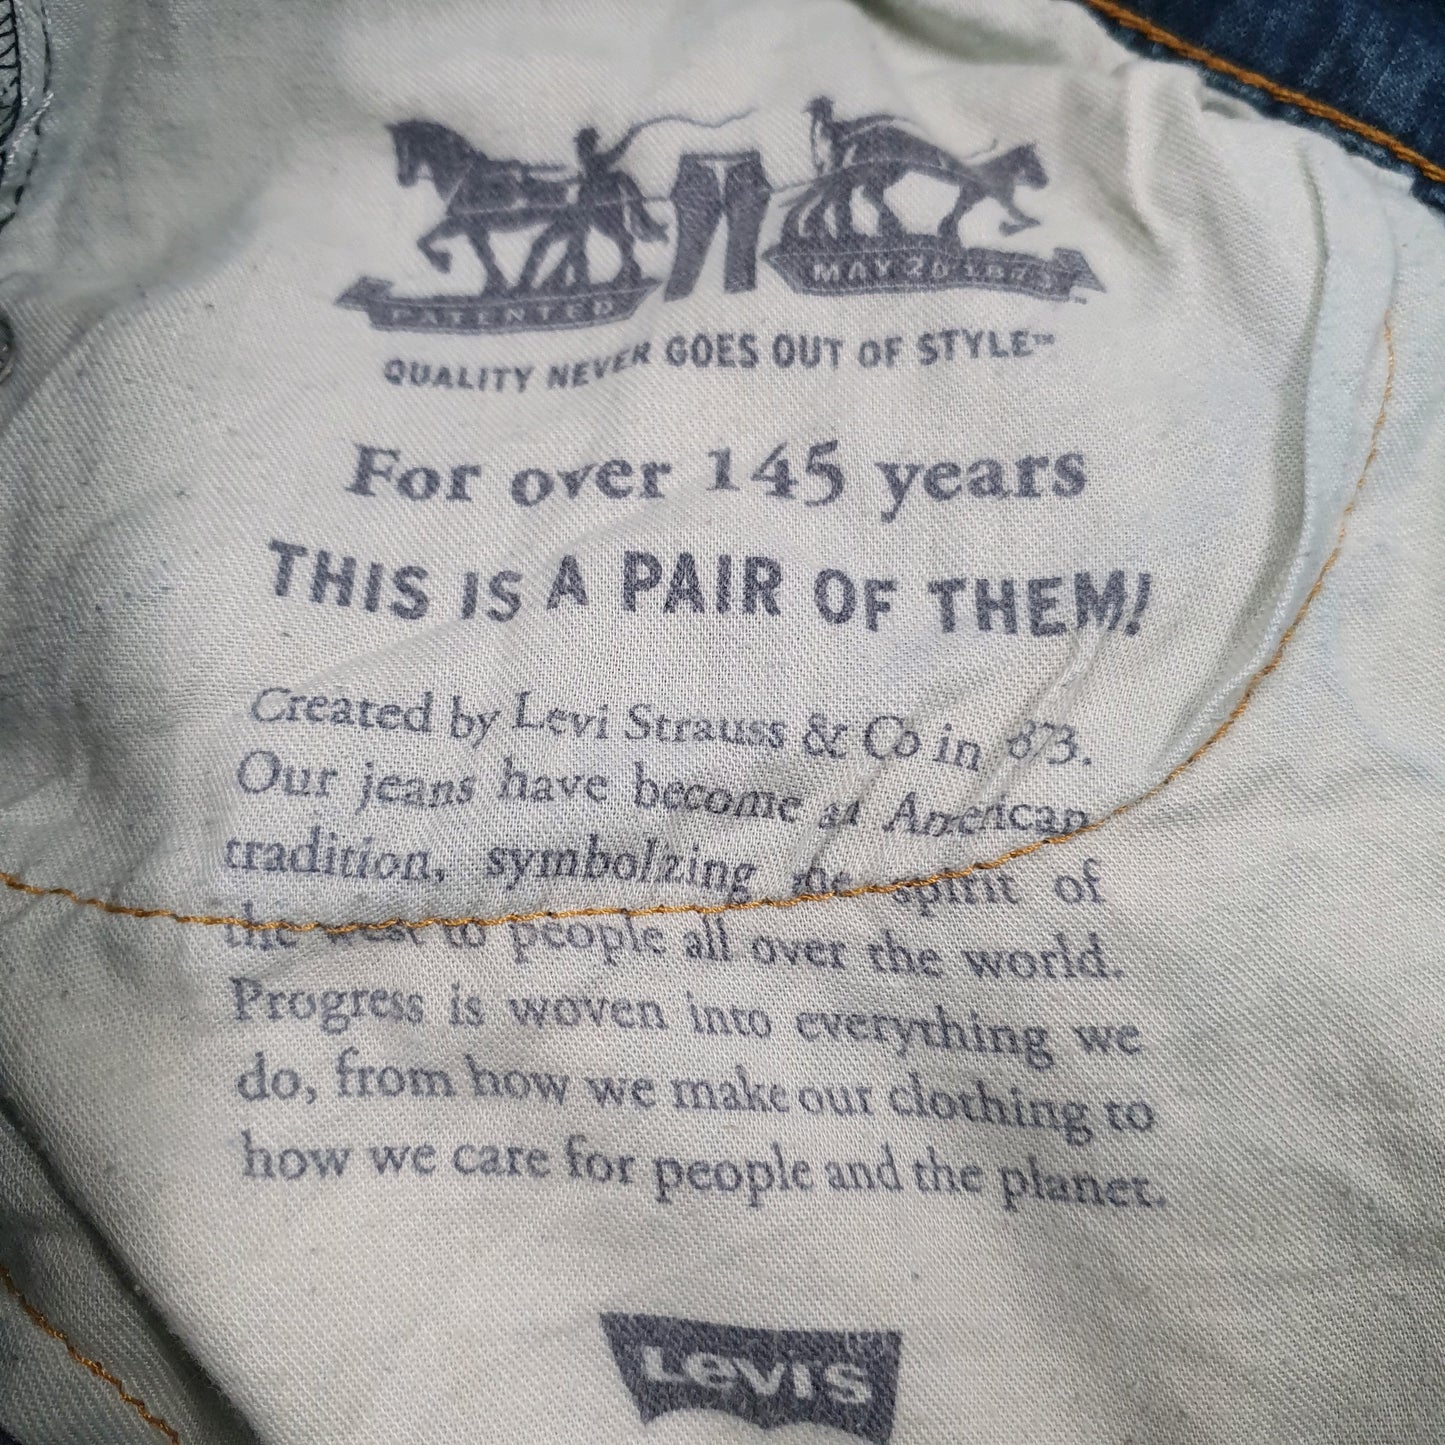 PATENTED MAY 20 1873
QUALITY NEVER GOES OUT OF STYLE™
For over 145 years
THIS IS A PAIR OF THEM!
Created by Levi Strauss & Co in 1873.
Our jeans have become an American
tradition, symbolizing the spirit of
the west to people all over the world.
Progress is woven into everything we
do, from how we make our clothing to
how we care for people and the planet.
Levi's